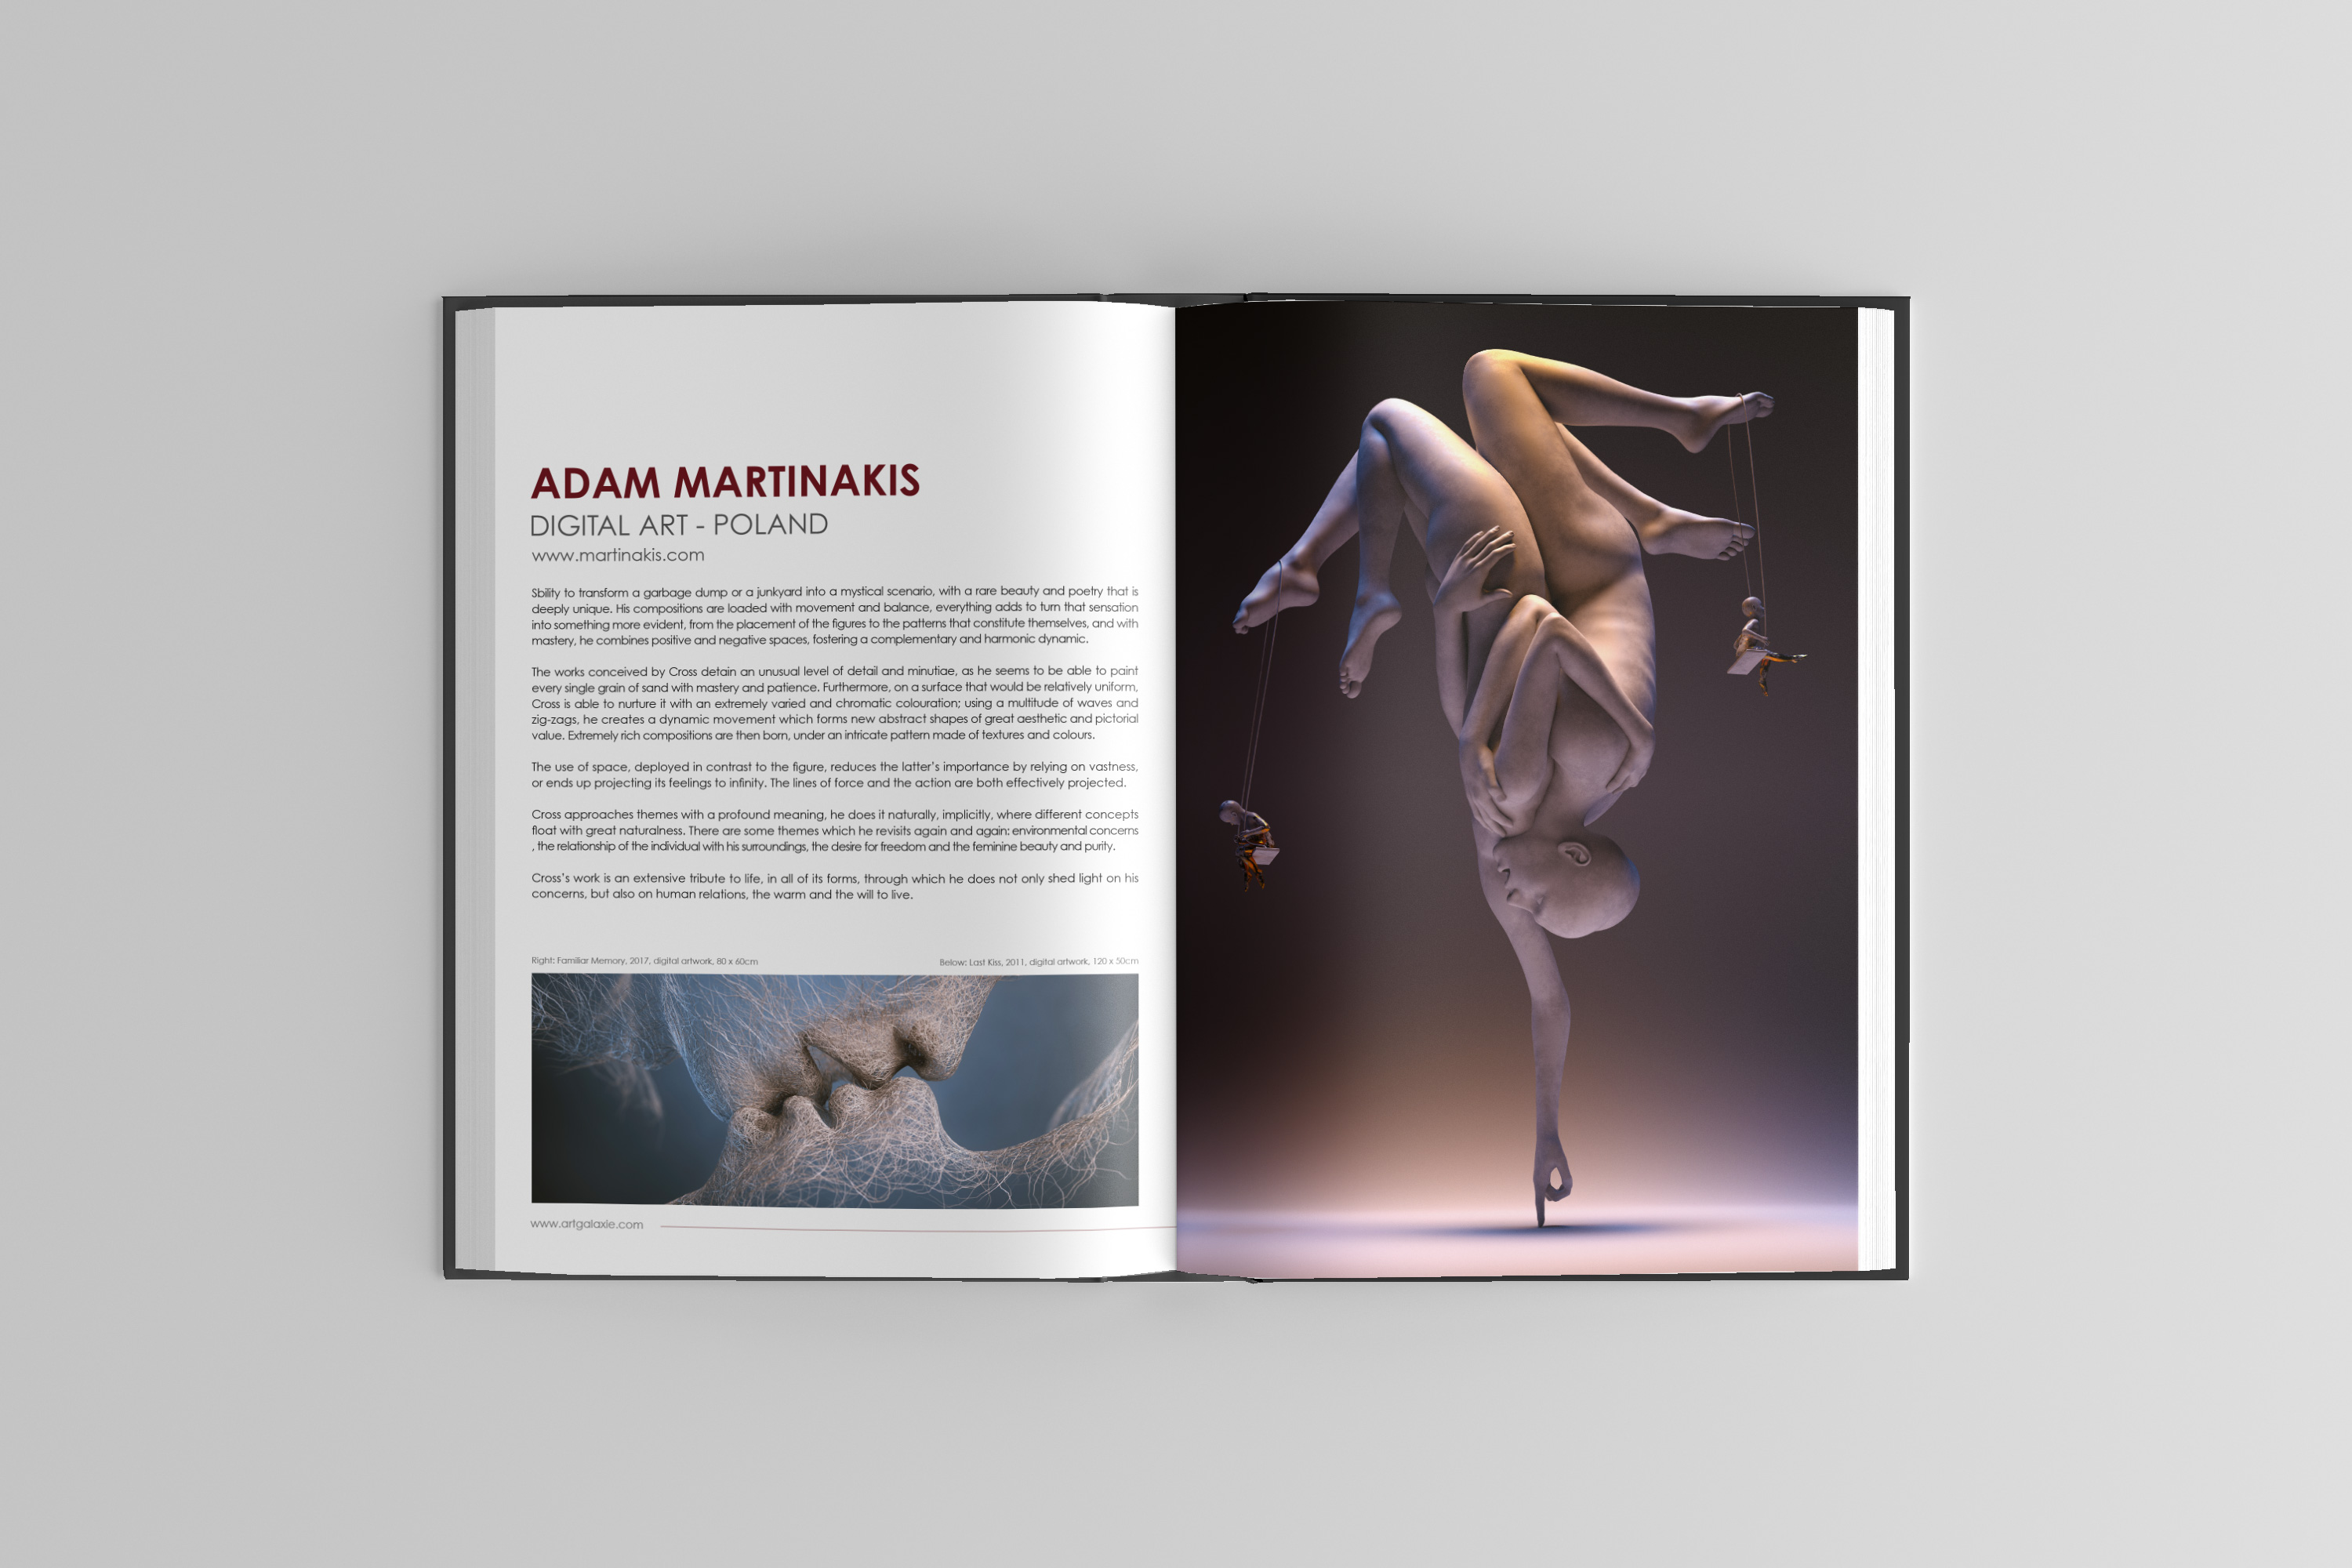 ADAM MARTINAKIS
DIGITAL ART - POLAND
www.martinakis.com
Sbility to transform a garbage dump or a junkyard into a mystical scenario, with a rare beauty and poetry that is
deeply unique. His compositions are loaded with movement and balance, everything adds to turn that sensation
into something more evident, from the placement of the figures to the patterns that constitute themselves, and with
mastery, he combines positive and negative spaces, fostering a complementary and harmonic dynamic.
The works conceived by Cross detain an unusual level of detail and minutiae, as he seems to be able to paint
every single grain of sand with mastery and patience. Furthermore, on a surface that would be relatively uniform,
Cross is able to nurture it with an extremely varied and chromatic colouration; using a multitude of waves and
zig-zags, he creates a dynamic movement which forms new abstract shapes of great aesthetic and pictorial
value. Extremely rich compositions are then born, under an intricate pattern made of textures and colours.
The use of space, deployed in contrast to the figure, reduces the latter's importance by relying on vastness,
or ends up projecting its feelings to infinity. The lines of force and the action are both effectively projected.
Cross approaches themes with a profound meaning, he does it naturally, implicitly, where different concepts
float with great naturalness. There are some themes which he revisits again and again: environmental concerns
, the relationship of the individual with his surroundings, the desire for freedom and the feminine beauty and purity.
Cross's work is an extensive tribute to life, in all of its forms, through which he does not only shed light on his
concerns, but also on human relations, the warm and the will to live.
Right: Familiar Memory, 2017, digital artwork, 80 x 60cm
Below: Last Kiss, 2011, digital artwork, 120 x 50cm
www.artgalaxie.com